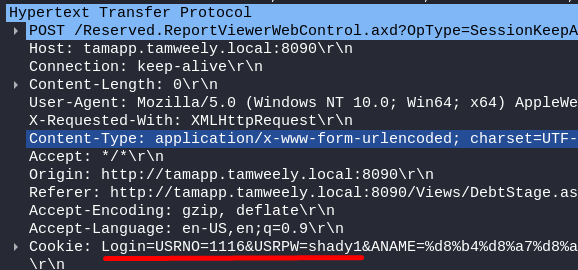 Hypertext Transfer Protocol
POST /Reserved.ReportViewerWebControl.axd?OpType=SessionKeepA
Host: tamapp.tamweely.local:8090\r\n
Connection: keep-alive\r\n
Content-Length: 0\r\n
User-Agent: Mozilla/5.0 (Windows NT 10.0; Win64; x64) AppleWe
X-Requested-With: XMLHttpRequest\r\n
Content-Type: application/x-www-form-urlencoded; charset=UTF-
Accept: */*\r\n
Origin: http://tamapp.tamweely.local:8090\r\n
Referer: http://tamapp.tamweely.local:8090/Views/DebtStage.as
Accept-Encoding: gzip, deflate\r\n
Accept-Language: en-US,en;q=0.9\r\n
Cookie: Login=USRNO=1116&USRPW=shady1&ANAME=%d8%b4%d8%a7%d8%a
\r\n